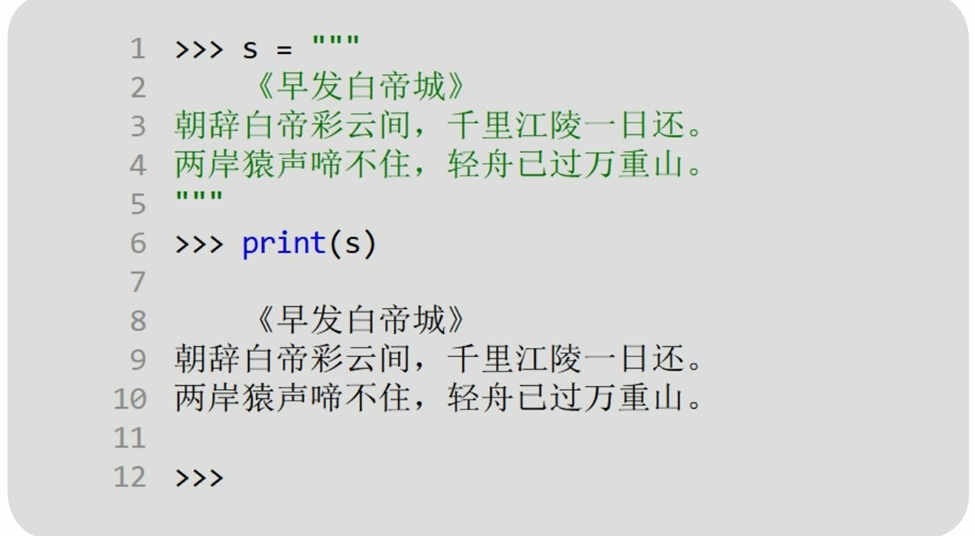 1 >>> s = """
2     《早发白帝城》
3 朝辞白帝彩云间，千里江陵一日还。
4 两岸猿声啼不住，轻舟已过万重山。
5 """
6 >>> print(s)
7
8     《早发白帝城》
9 朝辞白帝彩云间，千里江陵一日还。
10 两岸猿声啼不住，轻舟已过万重山。
11
12 >>>